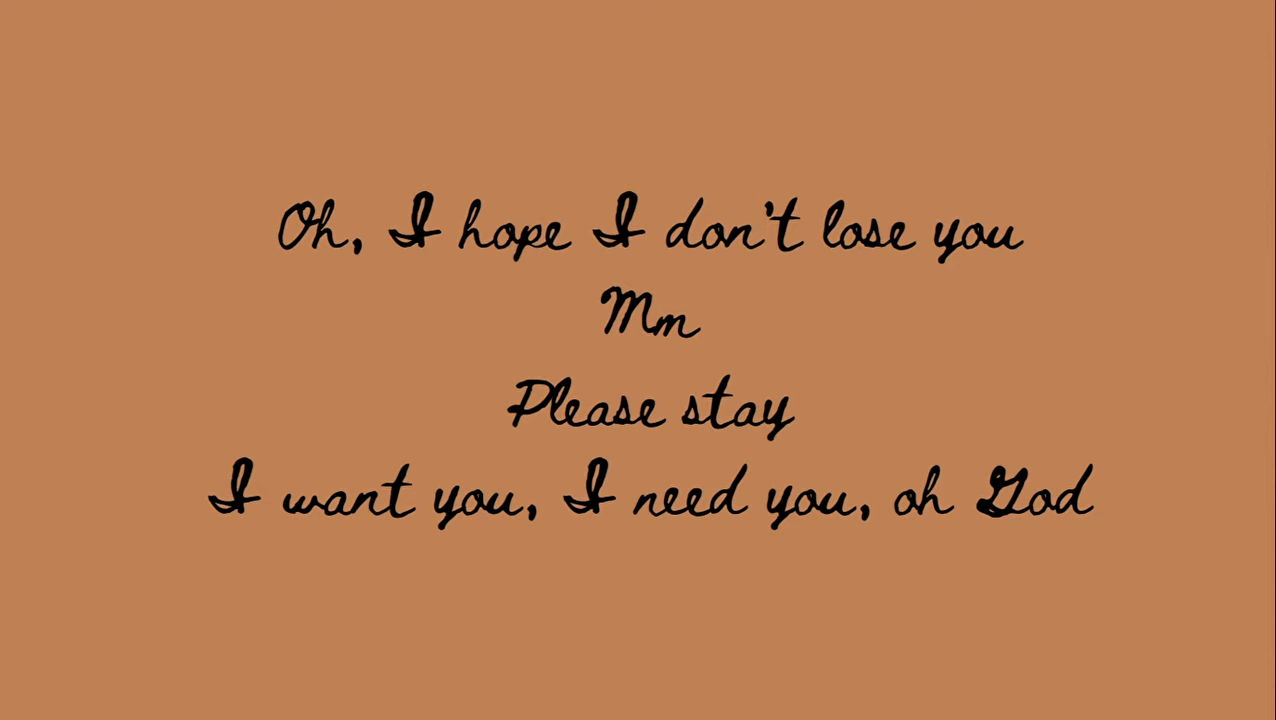 Oh, I hope I don't lose you
Mm
Please stay
I want you, I need you, oh God